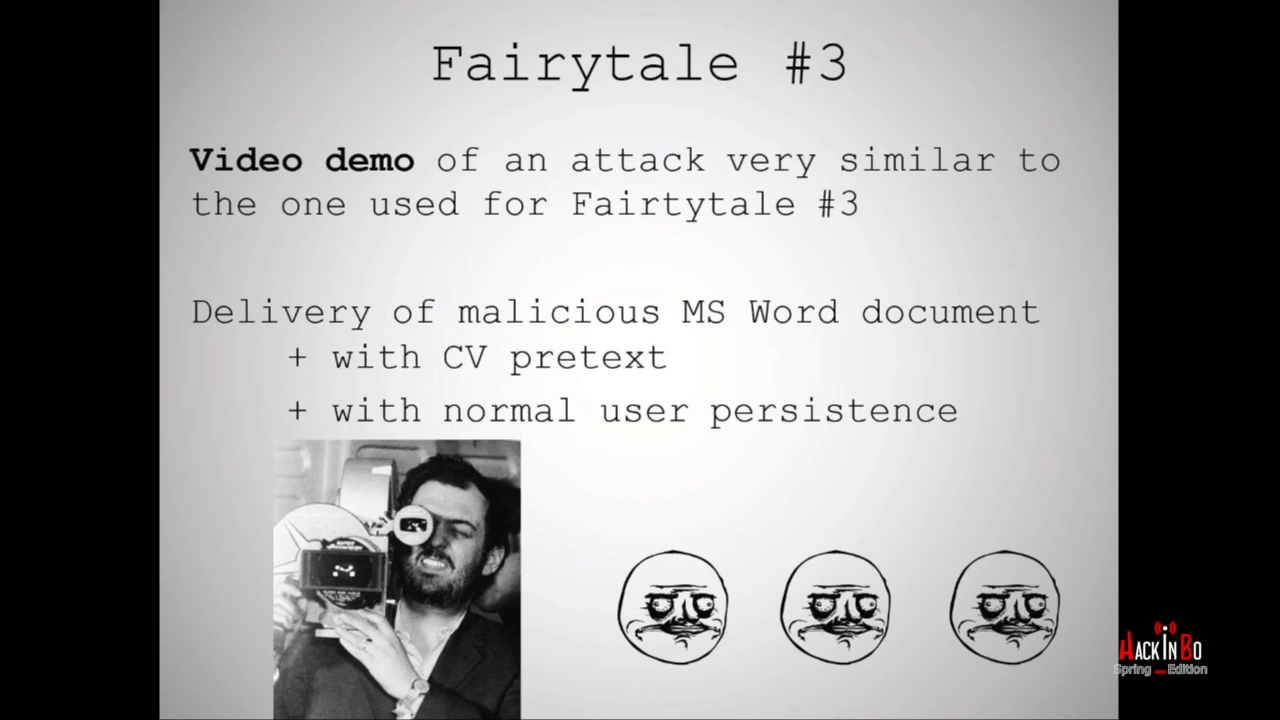 Fairytale #3
Video demo of an attack very similar to
the one used for Fairtytale #3
Delivery of malicious MS Word document
+ with CV pretext
+ with normal user persistence
HACKINBO
Spring Edition